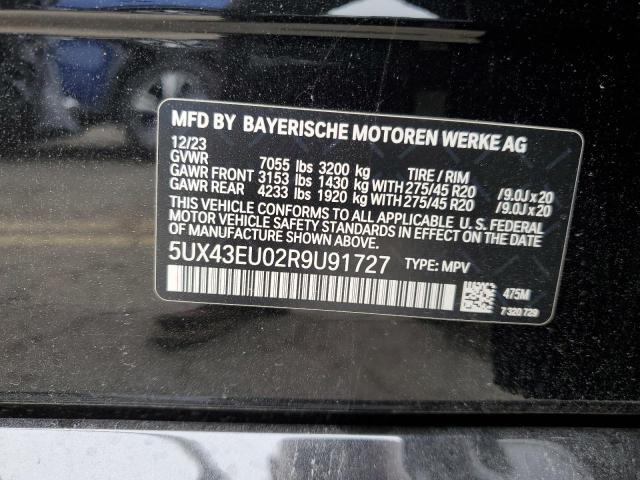 MFD BY BAYERISCHE MOTOREN WERKE AG
12/23
GVWR 7055 lbs 3200 kg TIRE / RIM
GAWR FRONT 3153 lbs 1430 kg WITH 275/45 R20 / 9.0J x 20
GAWR REAR 4233 lbs 1920 kg WITH 275/45 R20 / 9.0J x 20
THIS VEHICLE CONFORMS TO ALL APPLICABLE U. S. FEDERAL
MOTOR VEHICLE SAFETY STANDARDS IN EFFECT ON THE DATE
OF MANUFACTURE SHOWN ABOVE.
5UX43EU02R9U91727 TYPE: MPV
475M
7 320 729